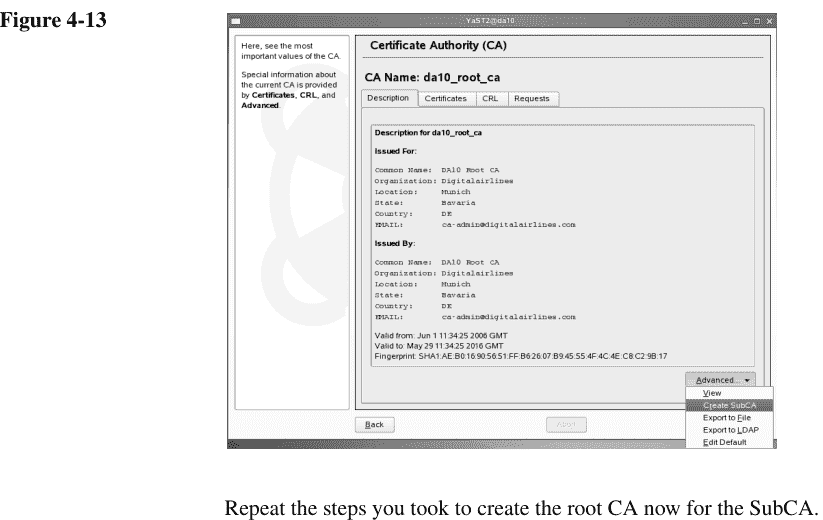 Figure 4-13
YaST2@da10
Here, see the most
important values of the CA.
Special information about
the current CA is provided
by Certificates, CRL, and
Advanced.
Certificate Authority (CA)
CA Name: da10_root_ca
Description Certificates CRL Requests
Description for da10_root_ca
Issued For:
Common Name: DA10 Root CA
Organization: Digitalairlines
Location: Munich
State: Bavaria
Country: DE
EMAIL: ca-admin@digitalairlines.com
Issued By:
Common Name: DA10 Root CA
Organization: Digitalairlines
Location: Munich
State: Bavaria
Country: DE
EMAIL: ca-admin@digitalairlines.com
Valid from: Jun 1 11:34:25 2006 GMT
Valid to: May 29 11:34:25 2016 GMT
Fingerprint: SHA1:AE:B0:16:90:56:51:FF:B6:26:07:B9:45:55:4F:4C:4E:C8:C2:9B:17
Advanced...
View
Create SubCA
Export to File
Export to LDAP
Edit Default
Back Abort
Repeat the steps you took to create the root CA now for the SubCA.